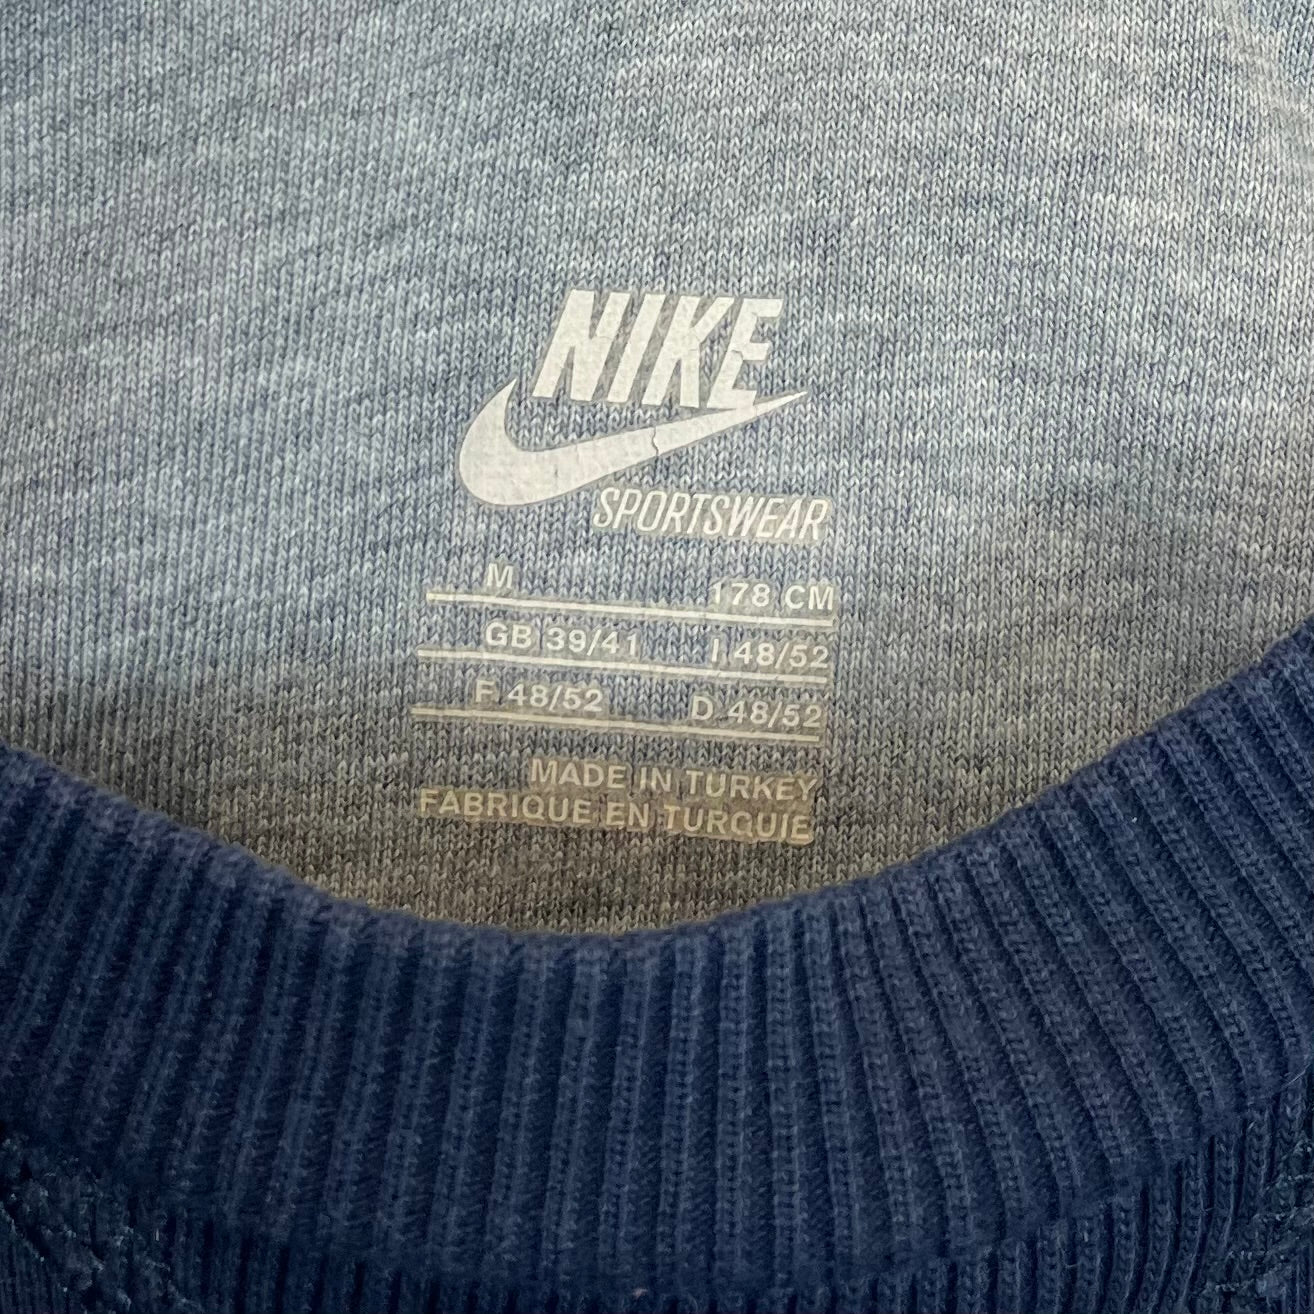 NIKE
SPORTSWEAR
M 178 CM
GB 39/41 I 48/52
F 48/52 D 48/52
MADE IN TURKEY
FABRIQUE EN TURQUIE